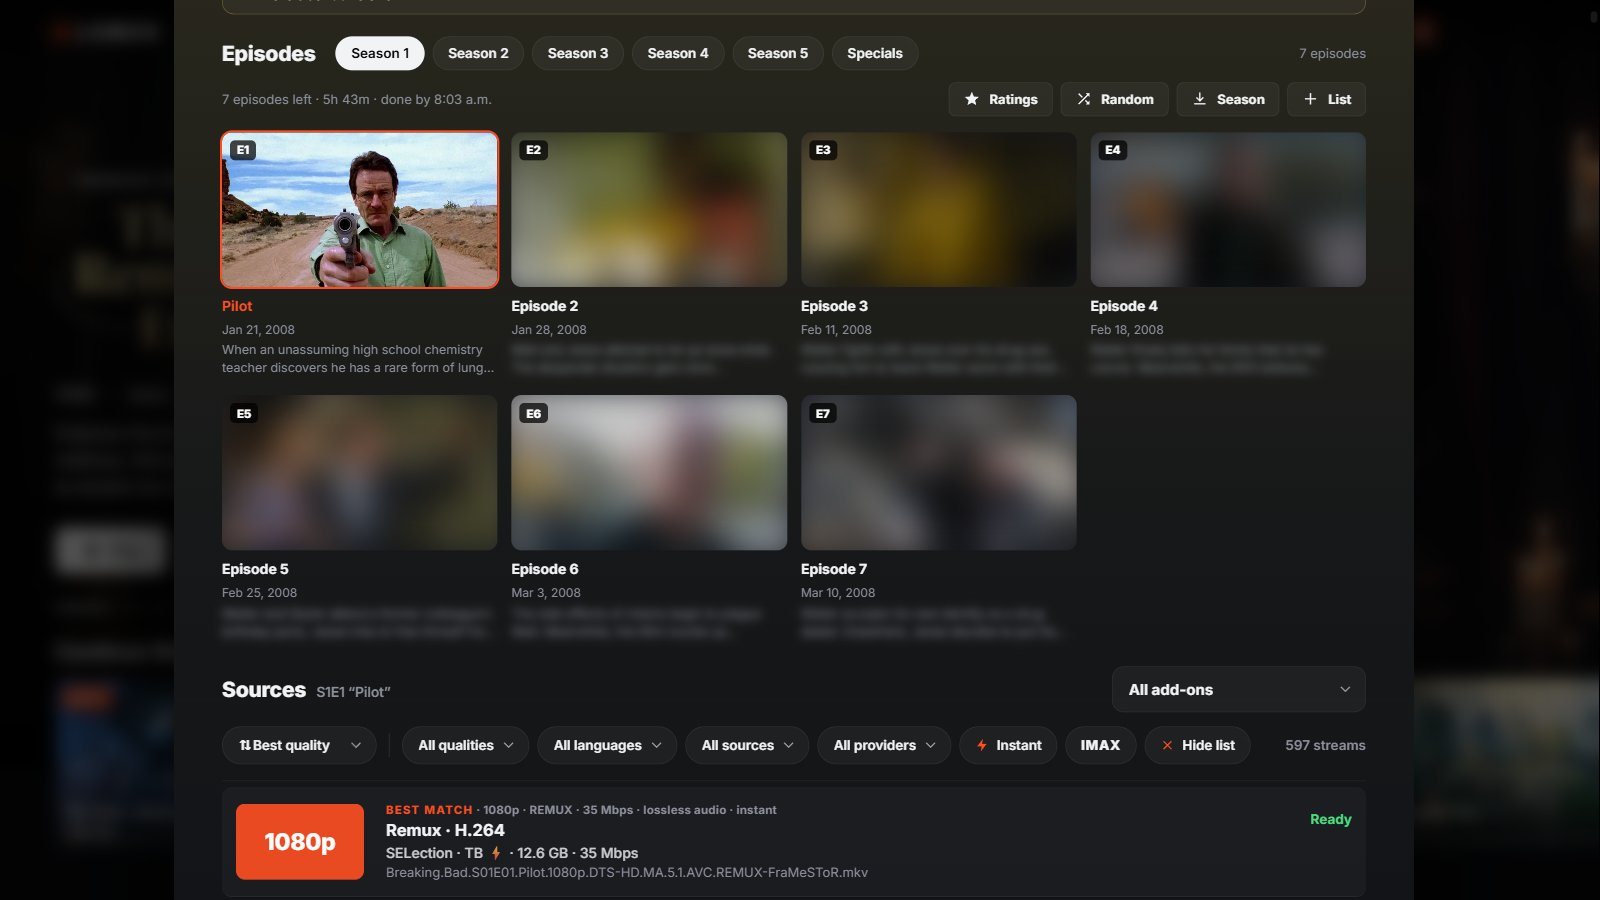 Episodes
Season 1
Season 2
Season 3
Season 4
Season 5
Specials
7 episodes
7 episodes left · 5h 43m · done by 8:03 a.m.
Ratings
Random
Season
List
E1
E2
E3
E4
Pilot
Episode 2
Episode 3
Episode 4
Jan 21, 2008
Jan 28, 2008
Feb 11, 2008
Feb 18, 2008
When an unassuming high school chemistry
teacher discovers he has a rare form of lung...
E5
E6
E7
Episode 5
Episode 6
Episode 7
Feb 25, 2008
Mar 3, 2008
Mar 10, 2008
Sources S1E1 “Pilot”
All add-ons
Best quality
All qualities
All languages
All sources
All providers
Instant
IMAX
Hide list
597 streams
1080p
BEST MATCH · 1080p · REMUX · 35 Mbps · lossless audio · instant
Remux · H.264
SELection · TB ⚡ · 12.6 GB · 35 Mbps
Breaking.Bad.S01E01.Pilot.1080p.DTS-HD.MA.5.1.AVC.REMUX-FraMeSToR.mkv
Ready